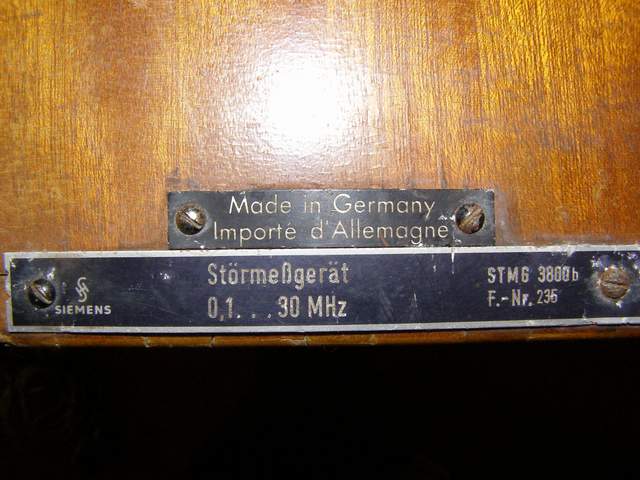 Made in Germany
Importé d'Allemagne
Störmeßgerät
0,1...30 MHz
STMG 3800b
F.-Nr. 236
SIEMENS